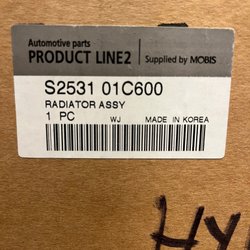 Automotive parts
PRODUCT LINE2
Supplied by MOBIS
S2531 01C600
RADIATOR ASSY
1 PC WJ MADE IN KOREA
HY